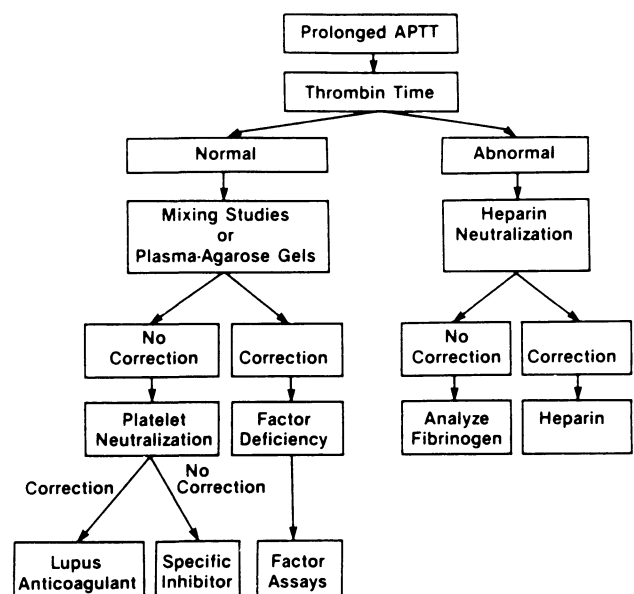 Prolonged APTT
Thrombin Time
Normal
Abnormal
Mixing Studies
or
Plasma-Agarose Gels
Heparin
Neutralization
No
Correction
Correction
No
Correction
Correction
Platelet
Neutralization
Factor
Deficiency
Analyze
Fibrinogen
Heparin
Correction
No
Correction
Lupus
Anticoagulant
Specific
Inhibitor
Factor
Assays